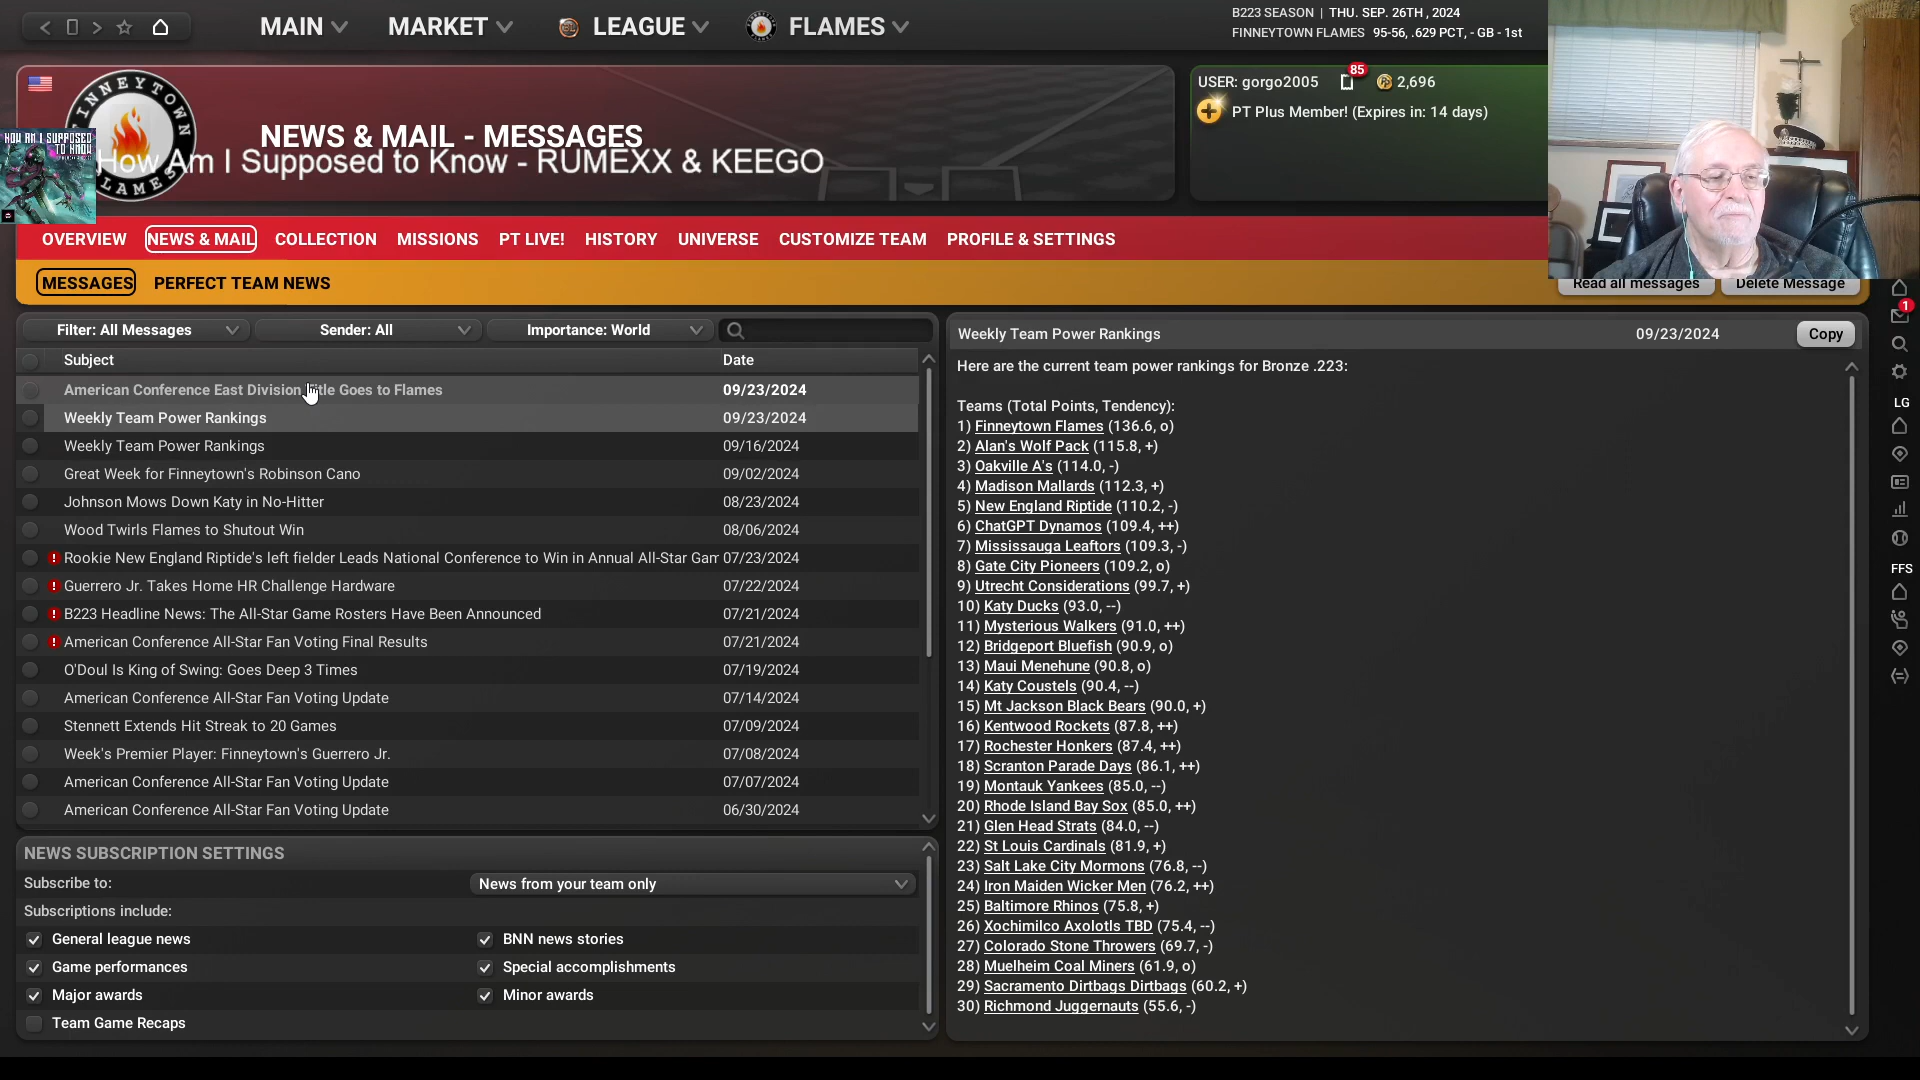 MAIN
MARKET
LEAGUE
FLAMES
B223 SEASON | THU. SEP. 26TH , 2024
FINNEYTOWN FLAMES 95-56, .629 PCT, - GB - 1st
FINNEYTOWN FLAMES
NEWS & MAIL - MESSAGES
HOW AM I SUPPOSED TO KNOW
How Am I Supposed to Know - RUMEXX & KEEGO
USER: gorgo2005 85 2,696
PT Plus Member! (Expires in: 14 days)
OVERVIEW NEWS & MAIL COLLECTION MISSIONS PT LIVE! HISTORY UNIVERSE CUSTOMIZE TEAM PROFILE & SETTINGS
MESSAGES PERFECT TEAM NEWS
Read all messages Delete Message
Filter: All Messages Sender: All Importance: World
Subject Date
American Conference East Division Title Goes to Flames 09/23/2024
Weekly Team Power Rankings 09/23/2024
Weekly Team Power Rankings 09/16/2024
Great Week for Finneytown's Robinson Cano 09/02/2024
Johnson Mows Down Katy in No-Hitter 08/23/2024
Wood Twirls Flames to Shutout Win 08/06/2024
Rookie New England Riptide's left fielder Leads National Conference to Win in Annual All-Star Gam 07/23/2024
Guerrero Jr. Takes Home HR Challenge Hardware 07/22/2024
B223 Headline News: The All-Star Game Rosters Have Been Announced 07/21/2024
American Conference All-Star Fan Voting Final Results 07/21/2024
O'Doul Is King of Swing: Goes Deep 3 Times 07/19/2024
American Conference All-Star Fan Voting Update 07/14/2024
Stennett Extends Hit Streak to 20 Games 07/09/2024
Week's Premier Player: Finneytown's Guerrero Jr. 07/08/2024
American Conference All-Star Fan Voting Update 07/07/2024
American Conference All-Star Fan Voting Update 06/30/2024
NEWS SUBSCRIPTION SETTINGS
Subscribe to: News from your team only
Subscriptions include:
General league news BNN news stories
Game performances Special accomplishments
Major awards Minor awards
Team Game Recaps
Weekly Team Power Rankings 09/23/2024 Copy
Here are the current team power rankings for Bronze .223:
Teams (Total Points, Tendency):
1) Finneytown Flames (136.6, o)
2) Alan's Wolf Pack (115.8, +)
3) Oakville A's (114.0, -)
4) Madison Mallards (112.3, +)
5) New England Riptide (110.2, -)
6) ChatGPT Dynamos (109.4, ++)
7) Mississauga Leaftors (109.3, -)
8) Gate City Pioneers (109.2, o)
9) Utrecht Considerations (99.7, +)
10) Katy Ducks (93.0, --)
11) Mysterious Walkers (91.0, ++)
12) Bridgeport Bluefish (90.9, o)
13) Maui Menehune (90.8, o)
14) Katy Coustels (90.4, --)
15) Mt Jackson Black Bears (90.0, +)
16) Kentwood Rockets (87.8, ++)
17) Rochester Honkers (87.4, ++)
18) Scranton Parade Days (86.1, ++)
19) Montauk Yankees (85.0, --)
20) Rhode Island Bay Sox (85.0, ++)
21) Glen Head Strats (84.0, --)
22) St Louis Cardinals (81.9, +)
23) Salt Lake City Mormons (76.8, --)
24) Iron Maiden Wicker Men (76.2, ++)
25) Baltimore Rhinos (75.8, +)
26) Xochimilco Axolotls TBD (75.4, --)
27) Colorado Stone Throwers (69.7, -)
28) Muelheim Coal Miners (61.9, o)
29) Sacramento Dirtbags Dirtbags (60.2, +)
30) Richmond Juggernauts (55.6, -)
1
LG
FFS